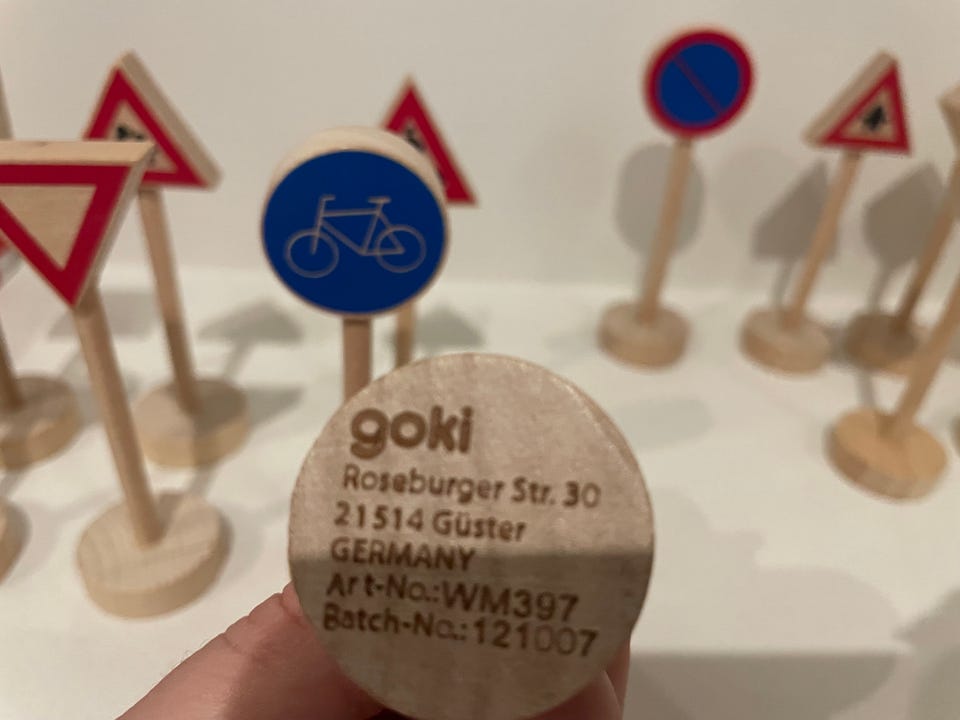 goki
Roseburger Str. 30
21514 Güster
GERMANY
Art-No.:WM397
Batch-No.:121007